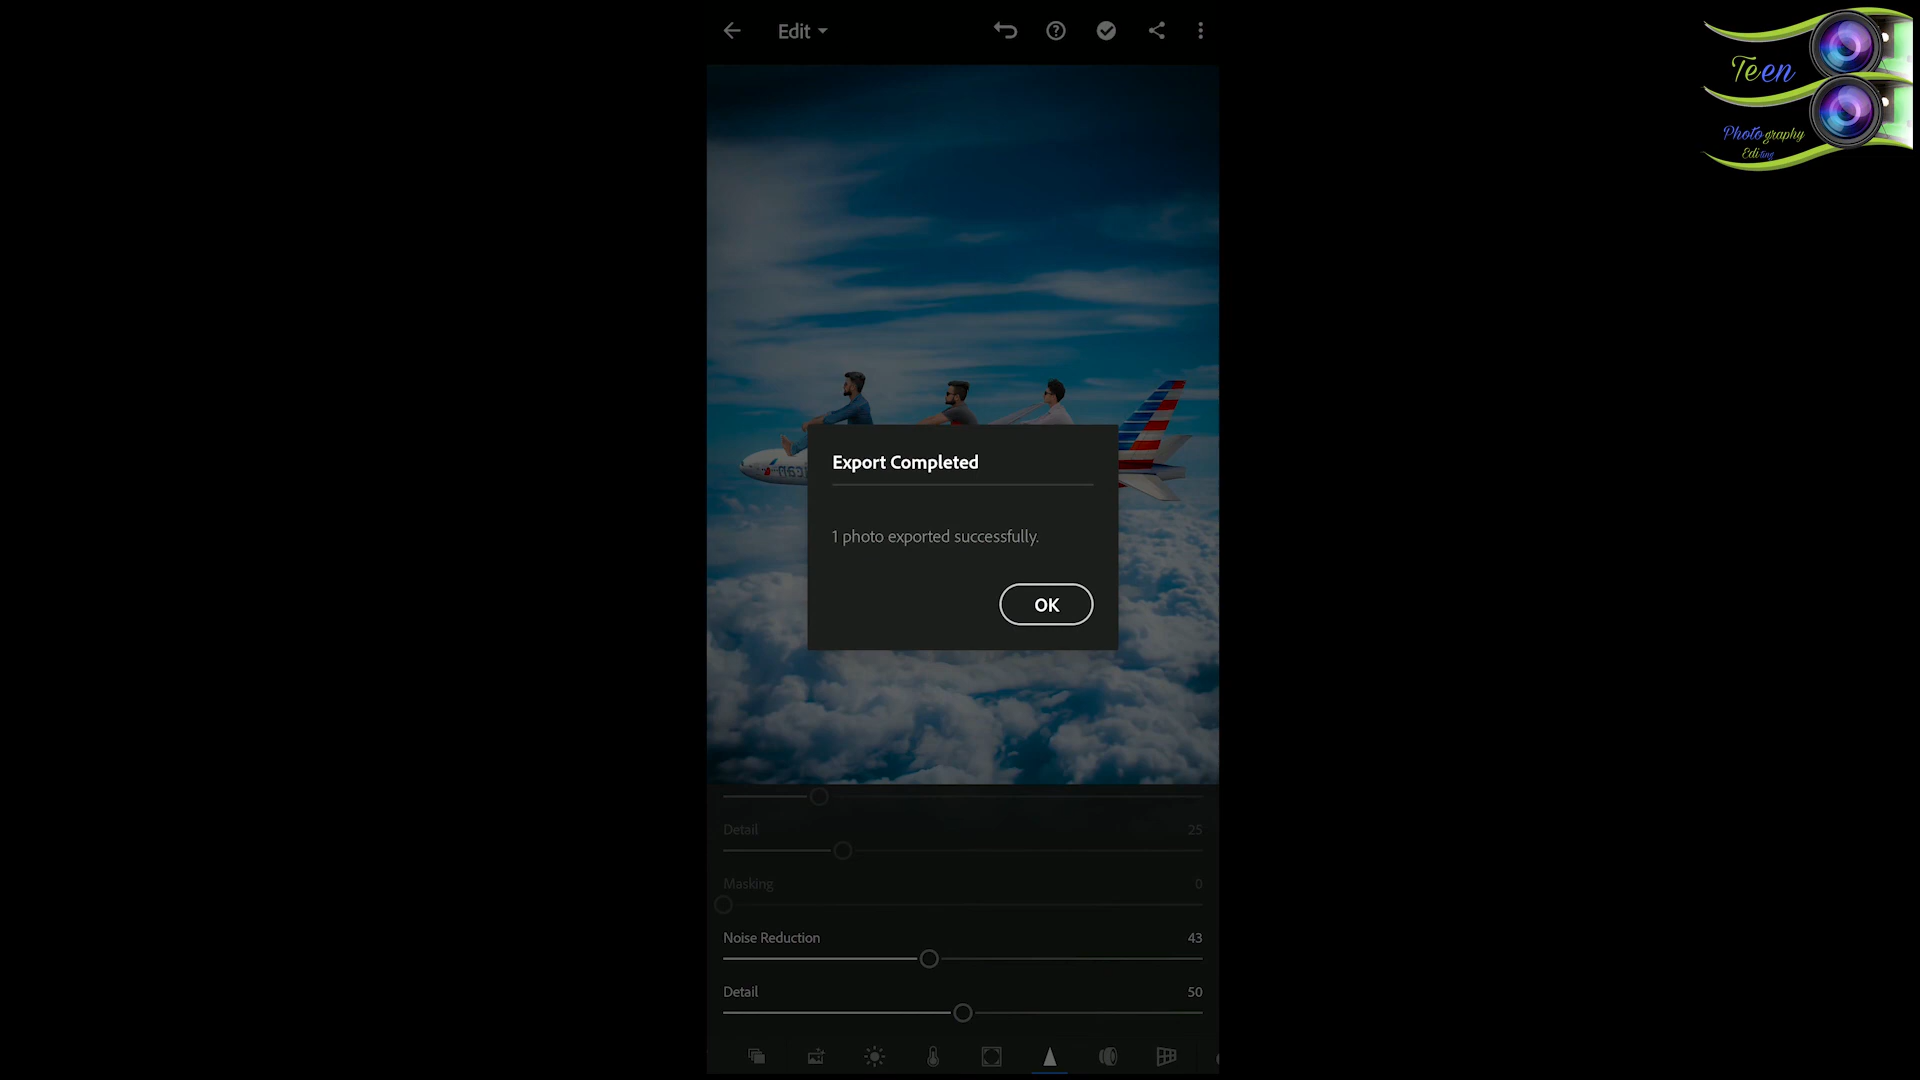 Edit
Teen
Photography
Editing
Export Completed
1 photo exported successfully.
OK
Detail 25
Masking 0
Noise Reduction 43
Detail 50